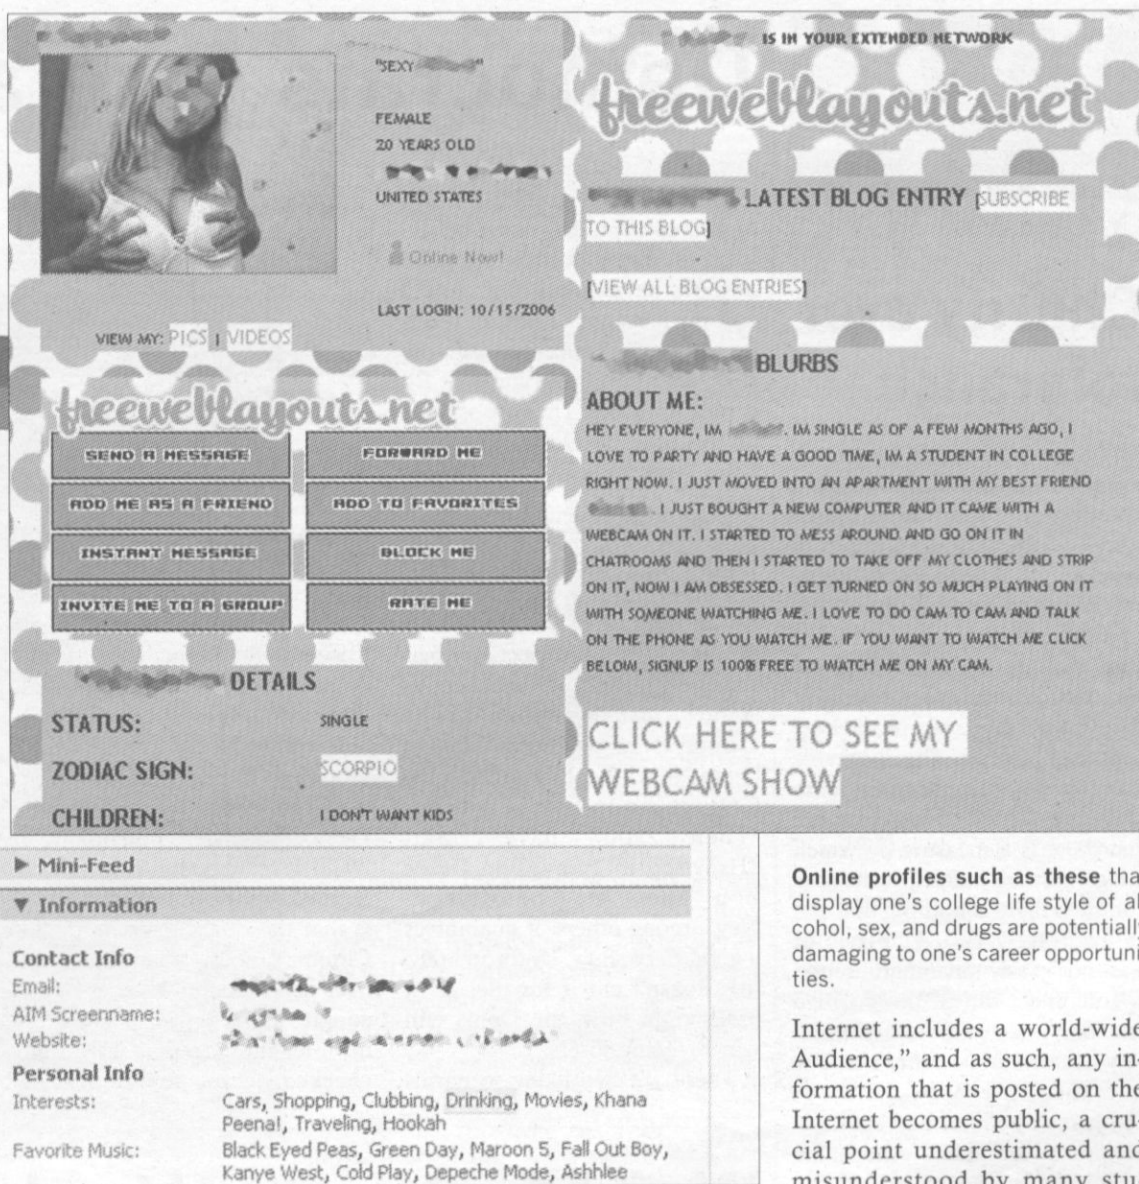 "SEXY "
FEMALE
20 YEARS OLD
UNITED STATES
Online Now!
LAST LOGIN: 10/15/2006
VIEW MY: PICS | VIDEOS
freeweblayouts.net
SEND A MESSAGE
FORWARD ME
ADD ME AS A FRIEND
ADD TO FAVORITES
INSTANT MESSAGE
BLOCK ME
INVITE ME TO A GROUP
RATE ME
DETAILS
STATUS: SINGLE
ZODIAC SIGN: SCORPIO
CHILDREN: I DON'T WANT KIDS
IS IN YOUR EXTENDED NETWORK
freeweblayouts.net
LATEST BLOG ENTRY [SUBSCRIBE
TO THIS BLOG]
[VIEW ALL BLOG ENTRIES]
BLURBS
ABOUT ME:
HEY EVERYONE, IM . IM SINGLE AS OF A FEW MONTHS AGO, I
LOVE TO PARTY AND HAVE A GOOD TIME, IM A STUDENT IN COLLEGE
RIGHT NOW. I JUST MOVED INTO AN APARTMENT WITH MY BEST FRIEND
. I JUST BOUGHT A NEW COMPUTER AND IT CAME WITH A
WEBCAM ON IT. I STARTED TO MESS AROUND AND GO ON IT IN
CHATROOMS AND THEN I STARTED TO TAKE OFF MY CLOTHES AND STRIP
ON IT, NOW I AM OBSESSED. I GET TURNED ON SO MUCH PLAYING ON IT
WITH SOMEONE WATCHING ME. I LOVE TO DO CAM TO CAM AND TALK
ON THE PHONE AS YOU WATCH ME. IF YOU WANT TO WATCH ME CLICK
BELOW, SIGNUP IS 100% FREE TO WATCH ME ON MY CAM.
CLICK HERE TO SEE MY
WEBCAM SHOW
Mini-Feed
Information
Contact Info
Email:
AIM Screenname:
Website:
Personal Info
Interests: Cars, Shopping, Clubbing, Drinking, Movies, Khana
Peena!, Traveling, Hookah
Favorite Music: Black Eyed Peas, Green Day, Maroon 5, Fall Out Boy,
Kanye West, Cold Play, Depeche Mode, Ashhlee
Online profiles such as these tha
display one's college life style of al
cohol, sex, and drugs are potentially
damaging to one's career opportuni
ties.
Internet includes a world-wide
Audience," and as such, any in-
formation that is posted on the
Internet becomes public, a cru-
cial point underestimated and
misunderstood by many stu